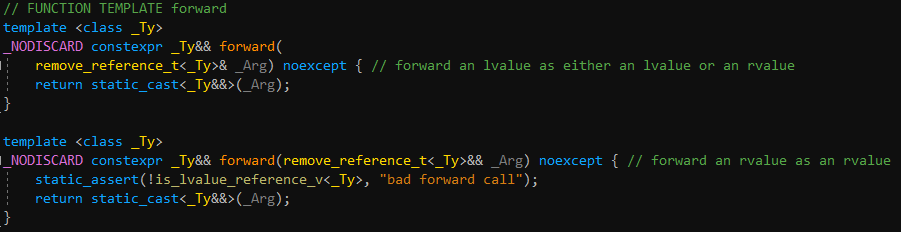 // FUNCTION TEMPLATE forward
template <class _Ty>
_NODISCARD constexpr _Ty&& forward(
    remove_reference_t<_Ty>& _Arg) noexcept { // forward an lvalue as either an lvalue or an rvalue
    return static_cast<_Ty&&>(_Arg);
}
template <class _Ty>
_NODISCARD constexpr _Ty&& forward(remove_reference_t<_Ty>&& _Arg) noexcept { // forward an rvalue as an rvalue
    static_assert(!is_lvalue_reference_v<_Ty>, "bad forward call");
    return static_cast<_Ty&&>(_Arg);
}